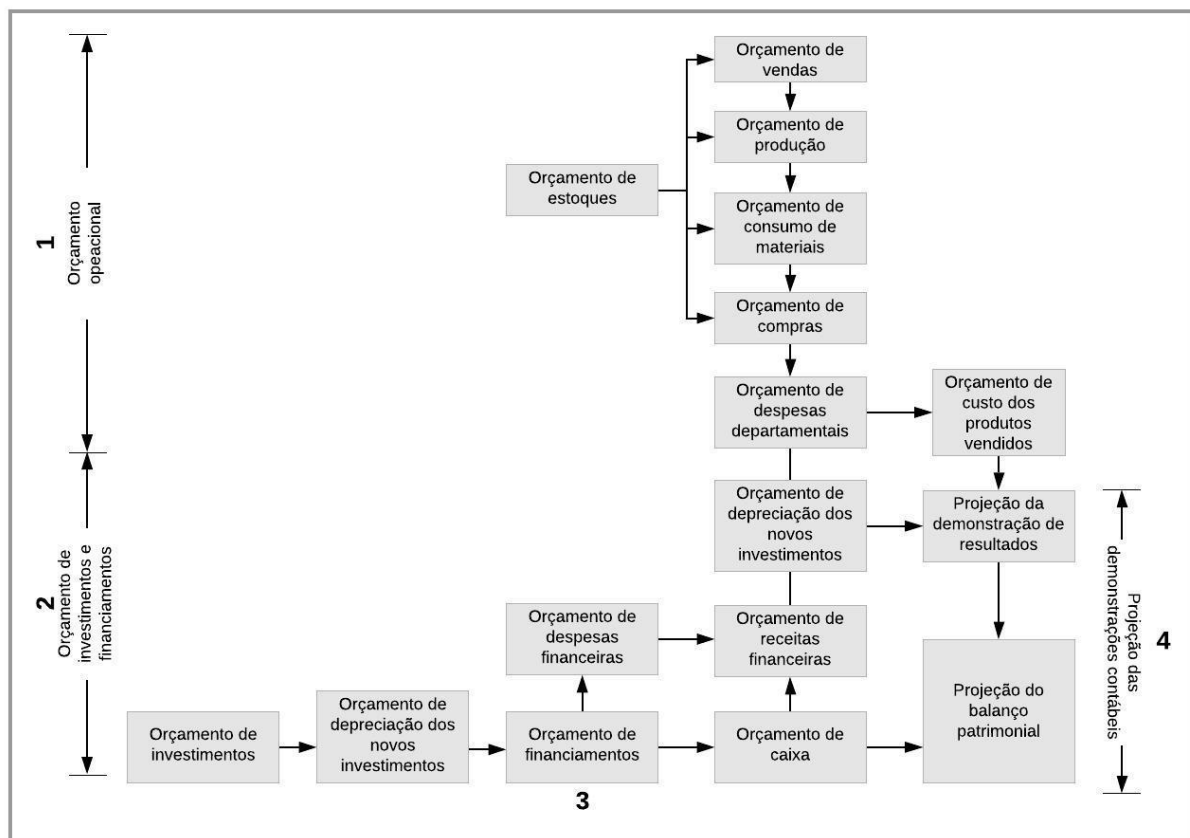 Orçamento de
vendas
Orçamento de
produção
Orçamento de
estoques
Orçamento de
consumo de
materiais
Orçamento de
compras
1
Orçamento
opeacional
Orçamento de
despesas
departamentais
Orçamento de
custo dos
produtos
vendidos
Orçamento de
depreciação dos
novos
investimentos
Projeção da
demonstração de
resultados
2
Orçamento de
investimentos e
financiamentos
Orçamento de
despesas
financeiras
Orçamento de
receitas
financeiras
Projeção das
demonstrações contábeis
4
Orçamento de
investimentos
Orçamento de
depreciação dos
novos
investimentos
Orçamento de
financiamentos
Orçamento de
caixa
Projeção do
balanço
patrimonial
3